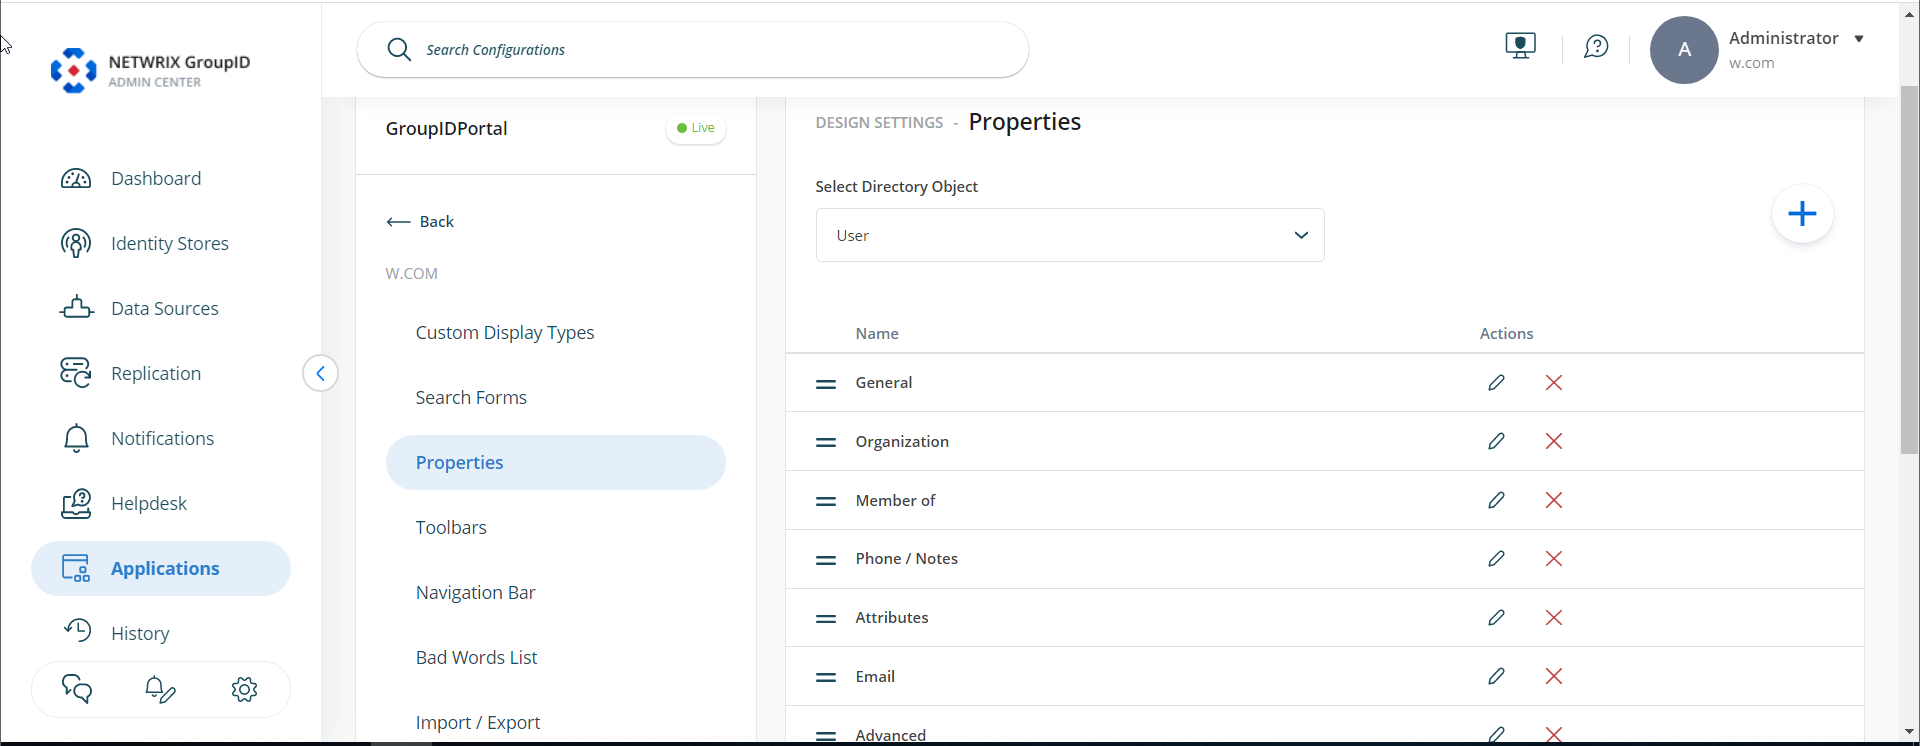 NETWRIX GroupID
ADMIN CENTER
Search Configurations
A
Administrator
w.com
Dashboard
Identity Stores
Data Sources
Replication
Notifications
Helpdesk
Applications
History
GroupIDPortal
Live
Back
W.COM
Custom Display Types
Search Forms
Properties
Toolbars
Navigation Bar
Bad Words List
Import / Export
DESIGN SETTINGS - Properties
Select Directory Object
User
Name Actions
General
Organization
Member of
Phone / Notes
Attributes
Email
Advanced